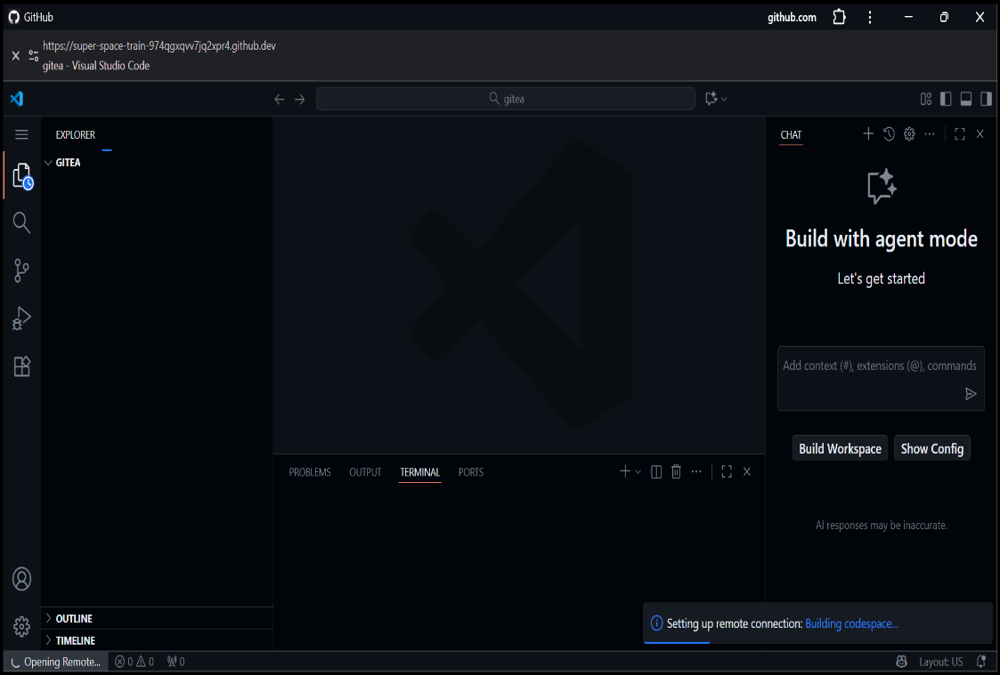 GitHub
github.com
https://super-space-train-974qgxqvv7jq2xpr4.github.dev
gitea - Visual Studio Code
gitea
EXPLORER
GITEA
CHAT
Build with agent mode
Let's get started
Add context (#), extensions (@), commands
Build Workspace
Show Config
AI responses may be inaccurate.
PROBLEMS OUTPUT TERMINAL PORTS
OUTLINE
TIMELINE
Setting up remote connection: Building codespace...
Opening Remote... 0 0 0 Layout: US